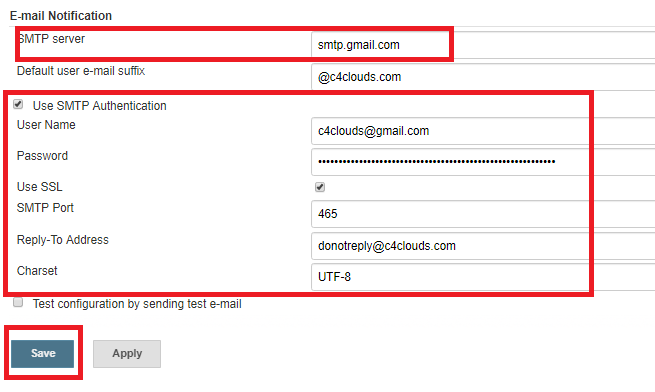 E-mail Notification
SMTP server smtp.gmail.com
Default user e-mail suffix @c4clouds.com
Use SMTP Authentication
User Name c4clouds@gmail.com
Password ••••••••••••••••••••••••••••••••••••••••••••••••••••••••••••
Use SSL
SMTP Port 465
Reply-To Address donotreply@c4clouds.com
Charset UTF-8
Test configuration by sending test e-mail
Save Apply